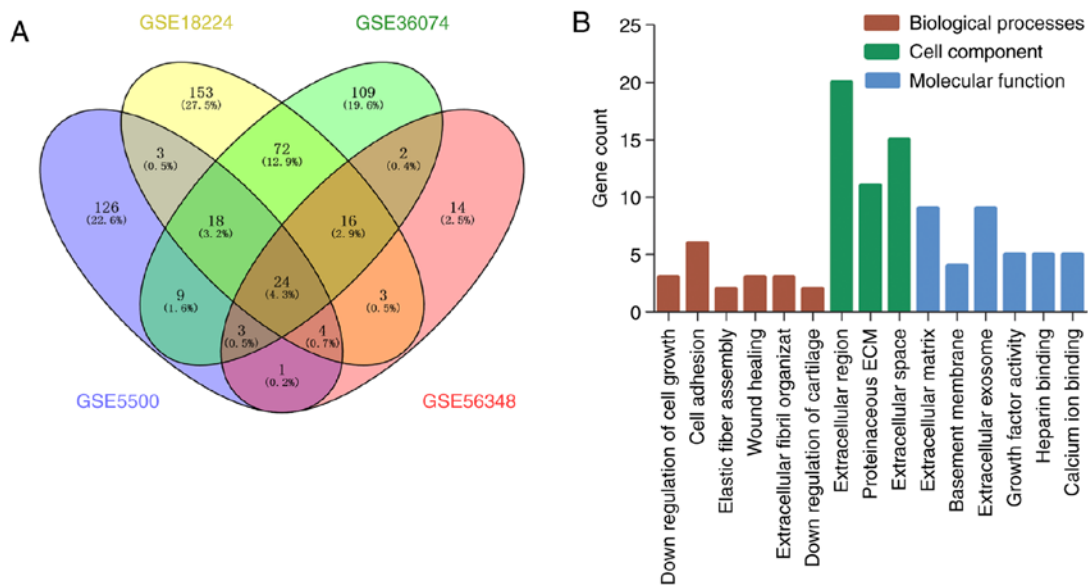 A
GSE18224
GSE36074
153
(27.5%)
109
(19.6%)
3
(0.5%)
72
(12.9%)
2
(0.4%)
126
(22.6%)
18
(3.2%)
16
(2.9%)
14
(2.5%)
24
(4.3%)
9
(1.6%)
3
(0.5%)
3
(0.5%)
4
(0.7%)
1
(0.2%)
GSE5500
GSE56348
B
Biological processes
Cell component
Molecular function
Gene count
25
20
15
10
5
0
Down regulation of cell growth
Cell adhesion
Elastic fiber assembly
Wound healing
Extracellular fibril organizat
Down regulation of cartilage
Extracellular region
Proteinaceous ECM
Extracellular space
Extracellular matrix
Basement membrane
Extracellular exosome
Growth factor activity
Heparin binding
Calcium ion binding